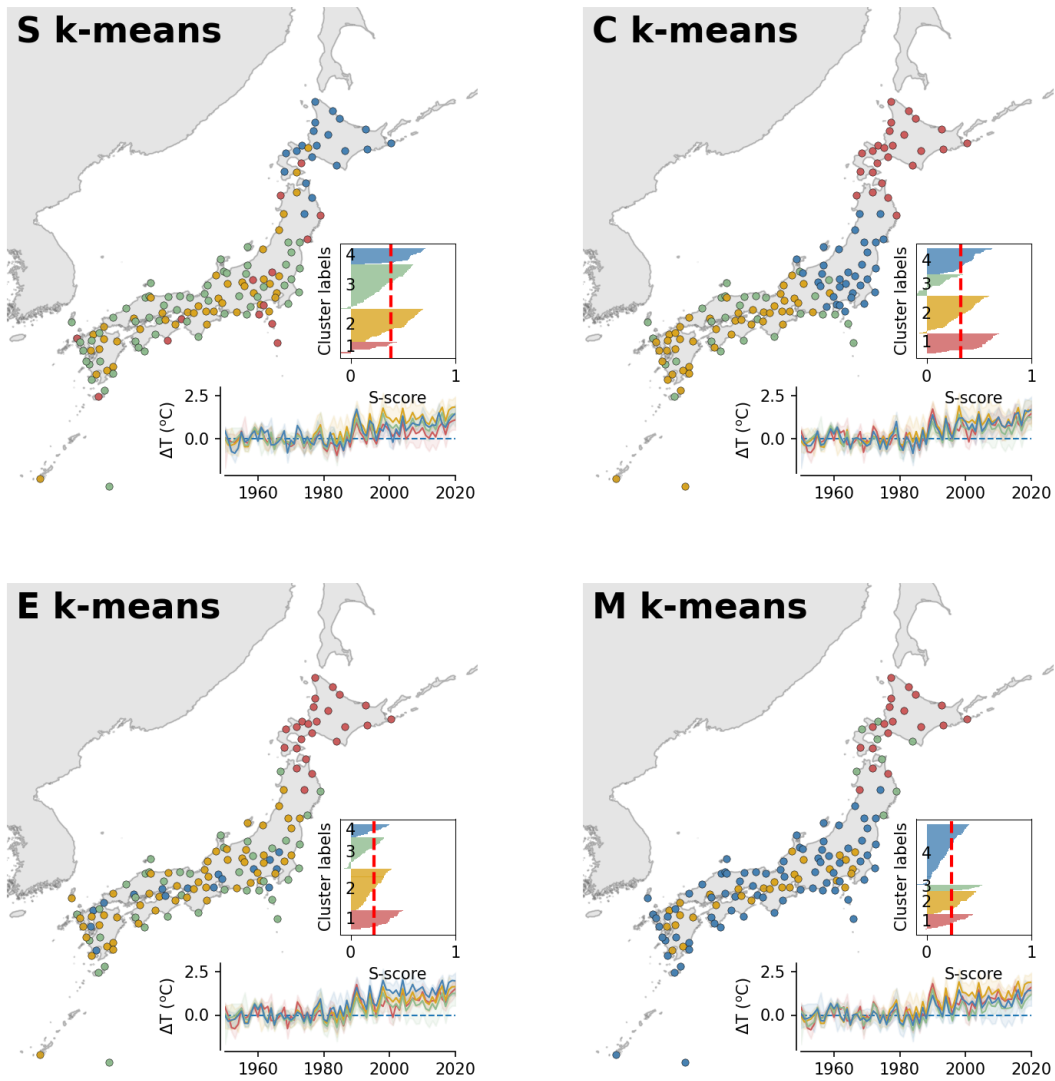 S k-means
Cluster labels
4
3
2
1
0 1
S-score
ΔT (°C)
2.5
0.0
1960 1980 2000 2020
C k-means
Cluster labels
4
3
2
1
0 1
S-score
ΔT (°C)
2.5
0.0
1960 1980 2000 2020
E k-means
Cluster labels
4
3
2
1
0 1
S-score
ΔT (°C)
2.5
0.0
1960 1980 2000 2020
M k-means
Cluster labels
4
3
2
1
0 1
S-score
ΔT (°C)
2.5
0.0
1960 1980 2000 2020